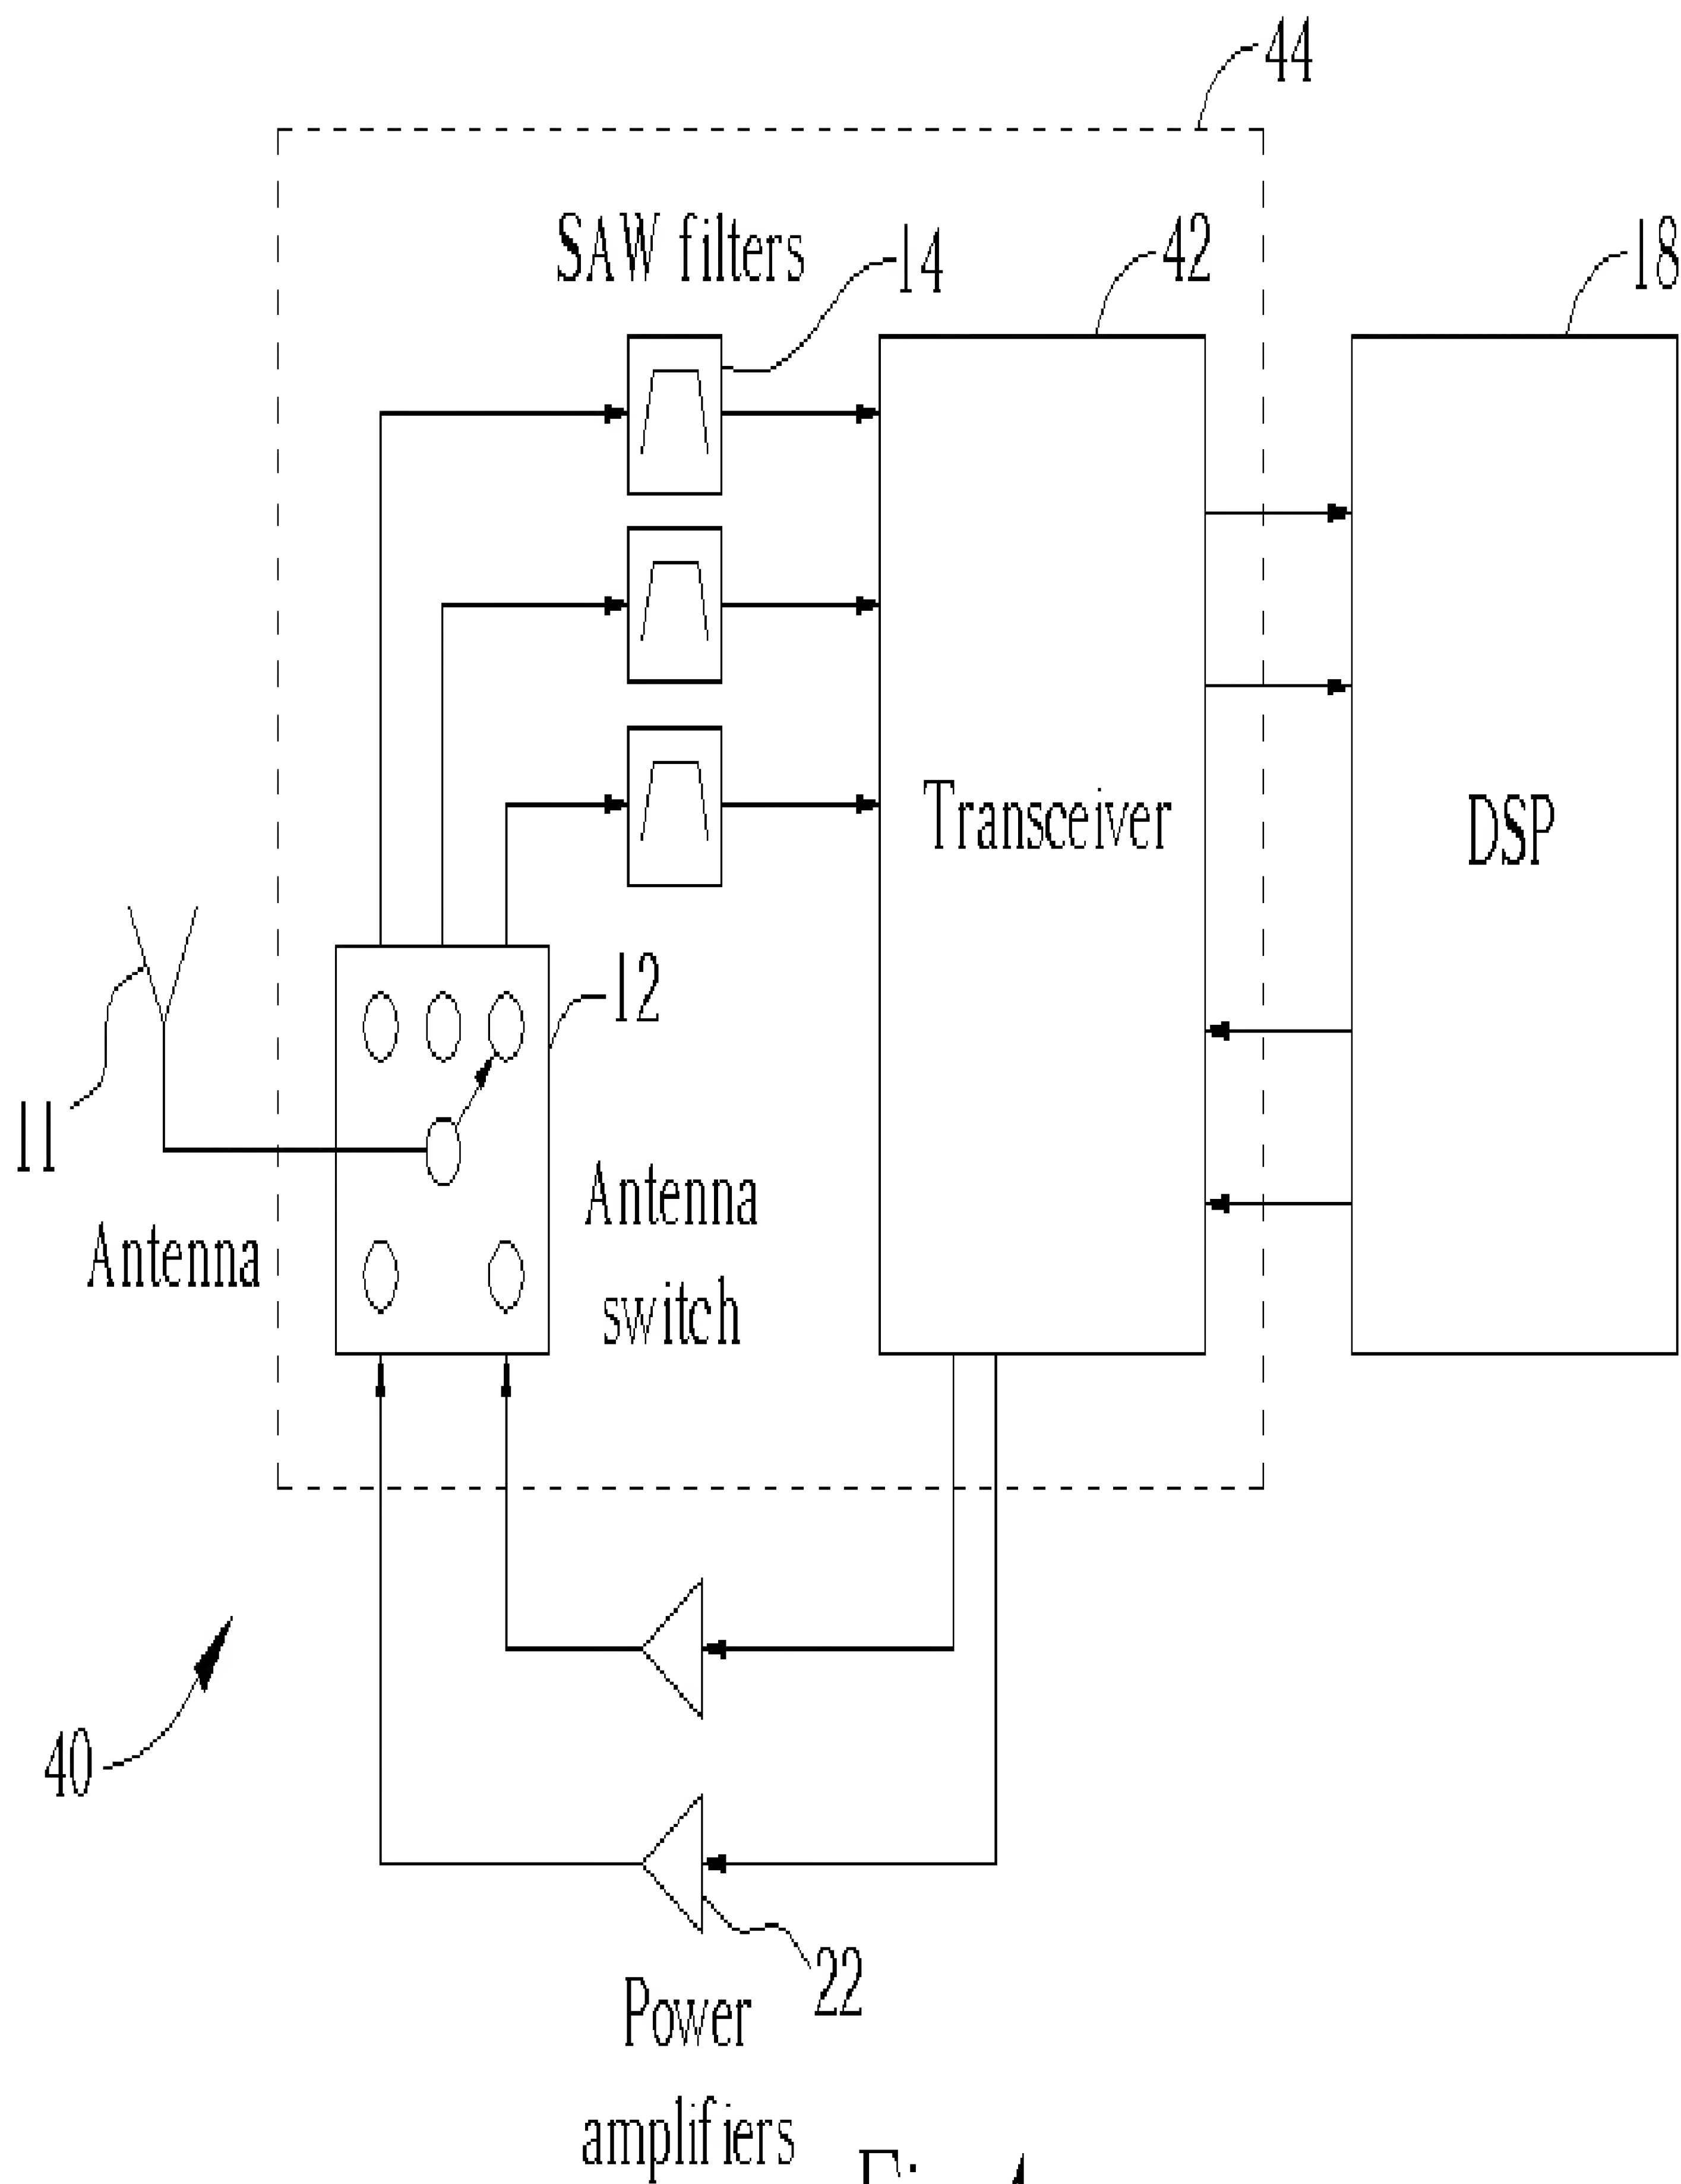 44
SAW filters
14
42
18
Transceiver
DSP
12
11
Antenna
Antenna
switch
40
22
Power
amplifiers